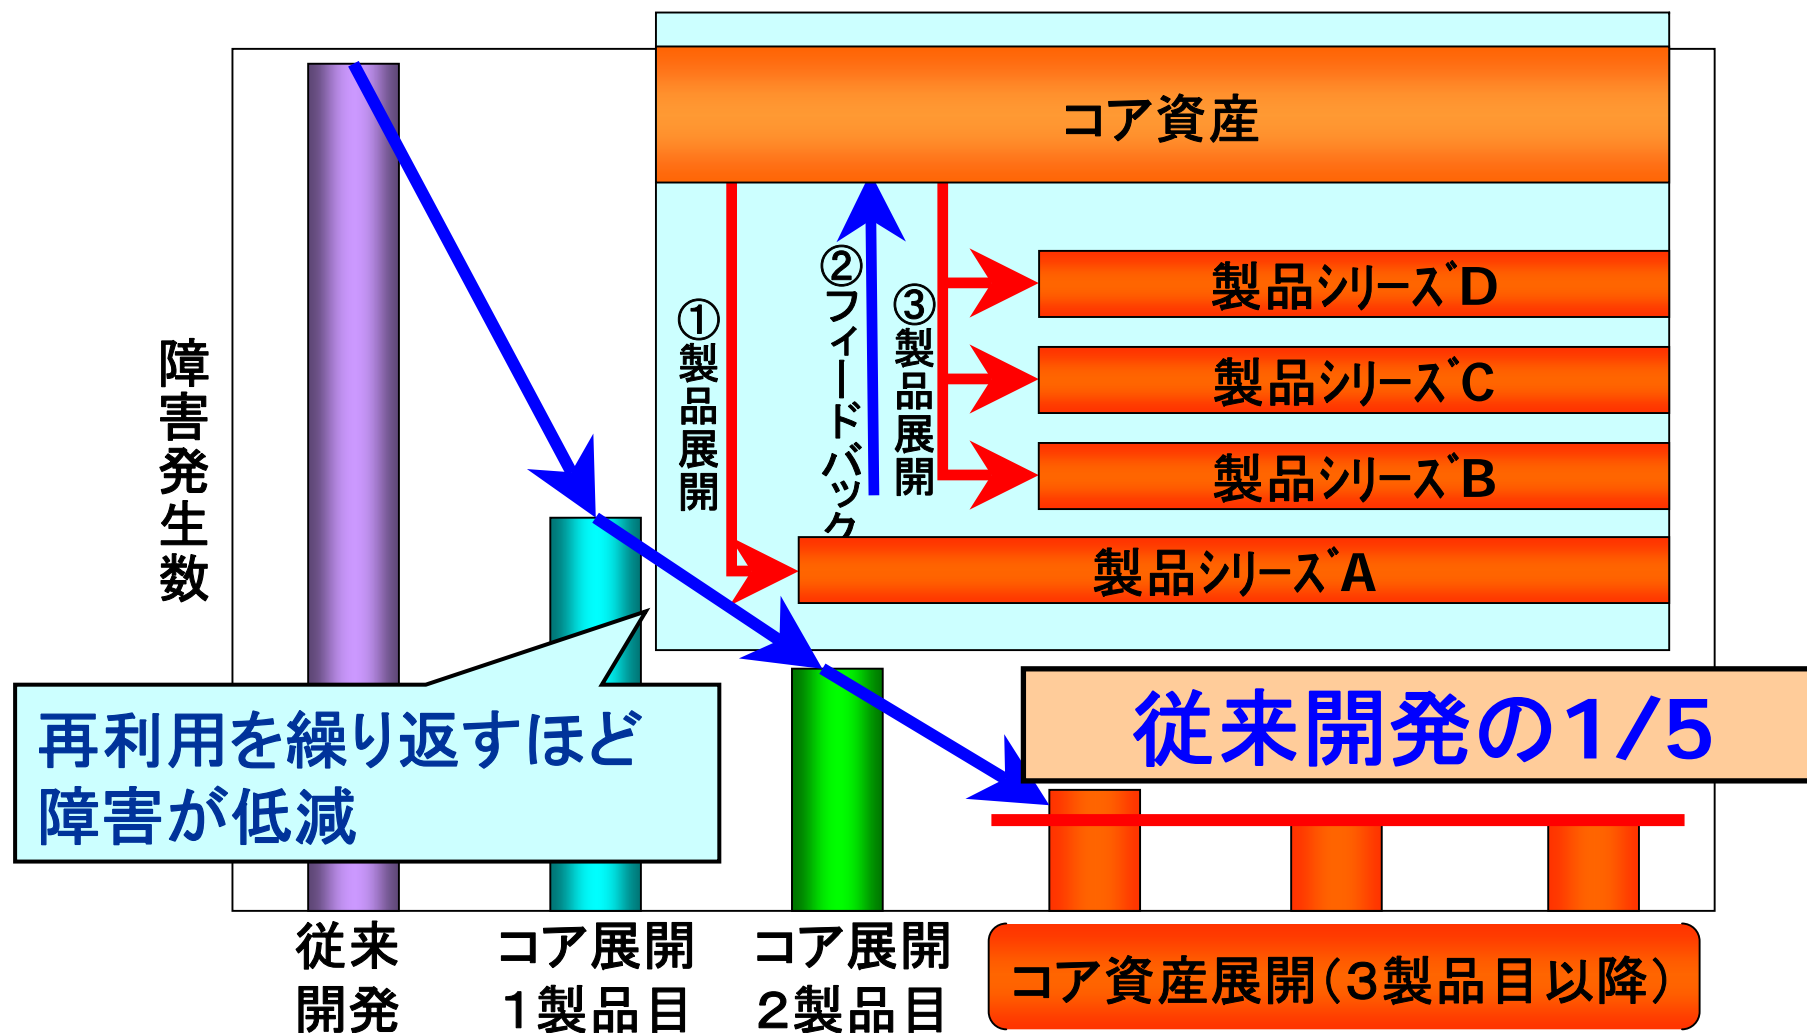 コア資産
製品シリーズD
製品シリーズC
製品シリーズB
製品シリーズA
①製品展開
②フィードバック
③製品展開
障害発生数
再利用を繰り返すほど
障害が低減
従来開発の1/5
従来
開発
コア展開
1製品目
コア展開
2製品目
コア資産展開(3製品目以降)